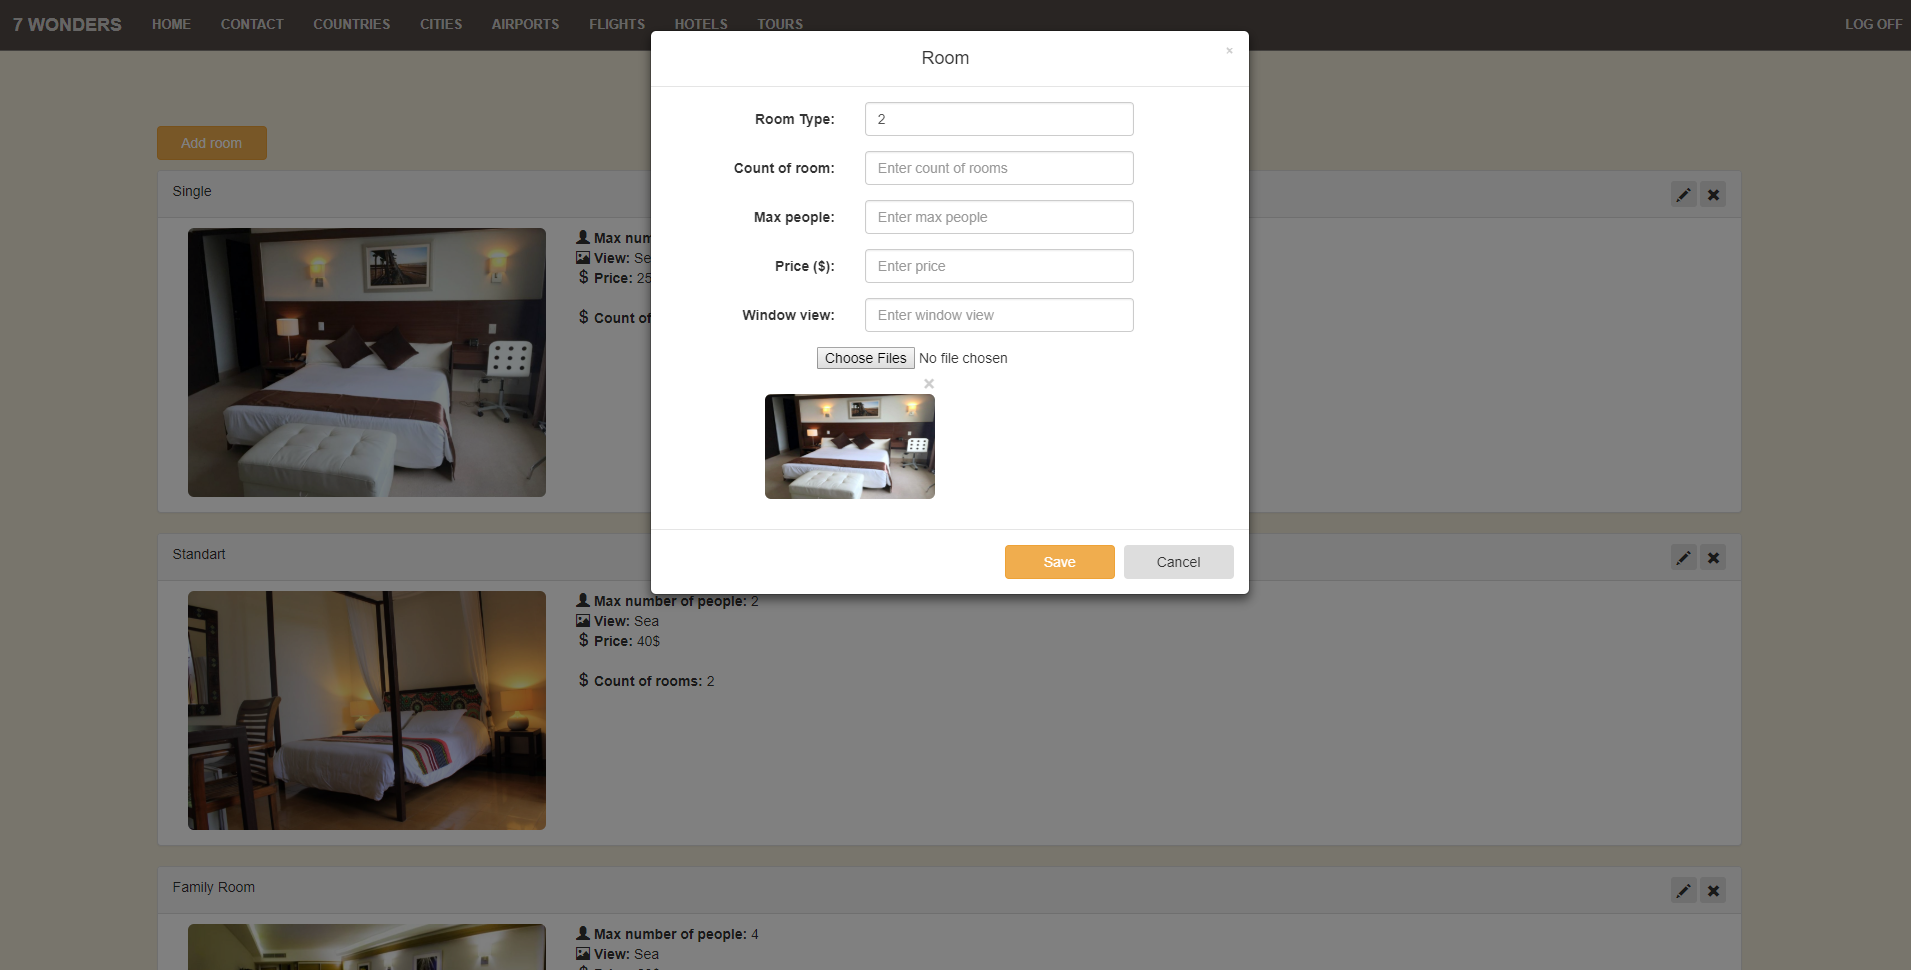 7 WONDERS HOME CONTACT COUNTRIES CITIES AIRPORTS FLIGHTS HOTELS TOURS LOG OFF
Room ×
Room Type: 2
Count of room: Enter count of rooms
Max people: Enter max people
Price ($): Enter price
Window view: Enter window view
Choose Files No file chosen
×
Save Cancel
Add room
Single
Max num
View: Se
Price: 25
$ Count of
Standart
Max number of people: 2
View: Sea
$ Price: 40$
$ Count of rooms: 2
Family Room
Max number of people: 4
View: Sea